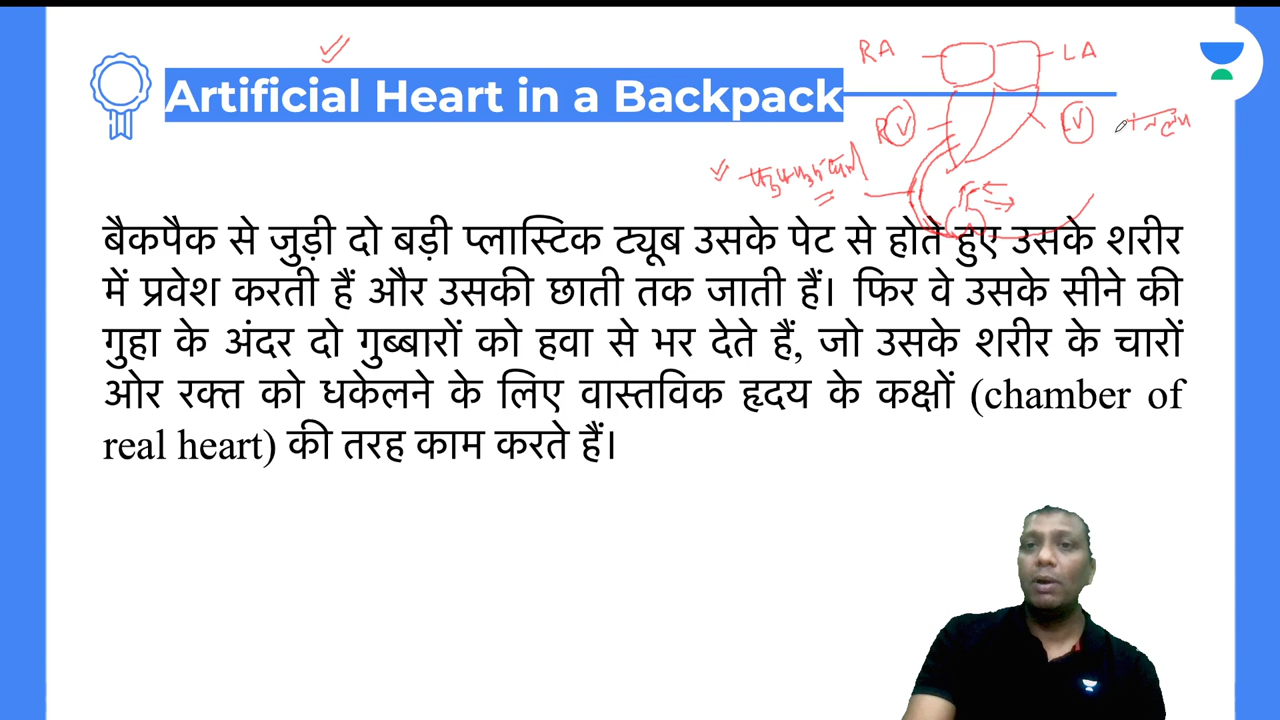 RA
LA
Artificial Heart in a Backpack
RV
LV
बैकपैक से जुड़ी दो बड़ी प्लास्टिक ट्यूब उसके पेट से होते हुए उसके शरीर
में प्रवेश करती हैं और उसकी छाती तक जाती हैं। फिर वे उसके सीने की
गुहा के अंदर दो गुब्बारों को हवा से भर देते हैं, जो उसके शरीर के चारों
ओर रक्त को धकेलने के लिए वास्तविक हृदय के कक्षों (chamber of
real heart) की तरह काम करते हैं।